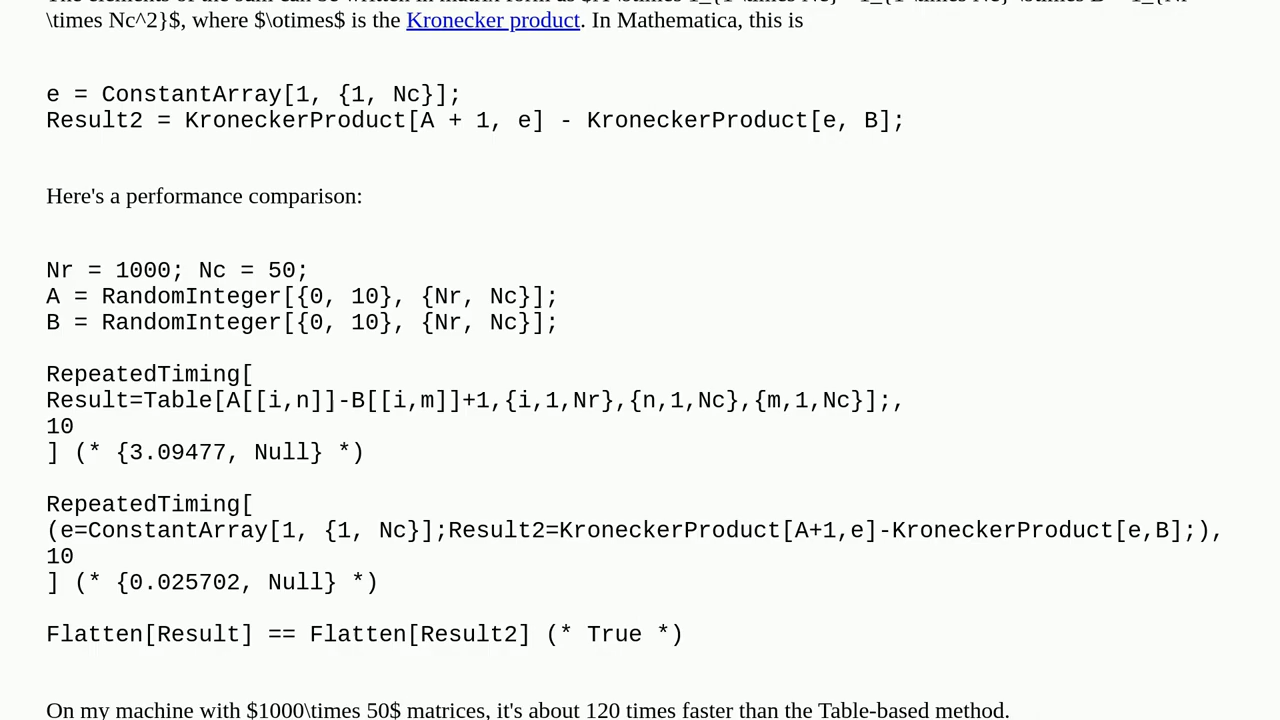 \times Nc^2}$, where $\otimes$ is the Kronecker product. In Mathematica, this is
e = ConstantArray[1, {1, Nc}];
Result2 = KroneckerProduct[A + 1, e] - KroneckerProduct[e, B];
Here's a performance comparison:
Nr = 1000; Nc = 50;
A = RandomInteger[{0, 10}, {Nr, Nc}];
B = RandomInteger[{0, 10}, {Nr, Nc}];
RepeatedTiming[
Result=Table[A[[i,n]]-B[[i,m]]+1,{i,1,Nr},{n,1,Nc},{m,1,Nc}];,
10
] (* {3.09477, Null} *)
RepeatedTiming[
(e=ConstantArray[1, {1, Nc}];Result2=KroneckerProduct[A+1,e]-KroneckerProduct[e,B];),
10
] (* {0.025702, Null} *)
Flatten[Result] == Flatten[Result2] (* True *)
On my machine with $1000\times 50$ matrices, it's about 120 times faster than the Table-based method.